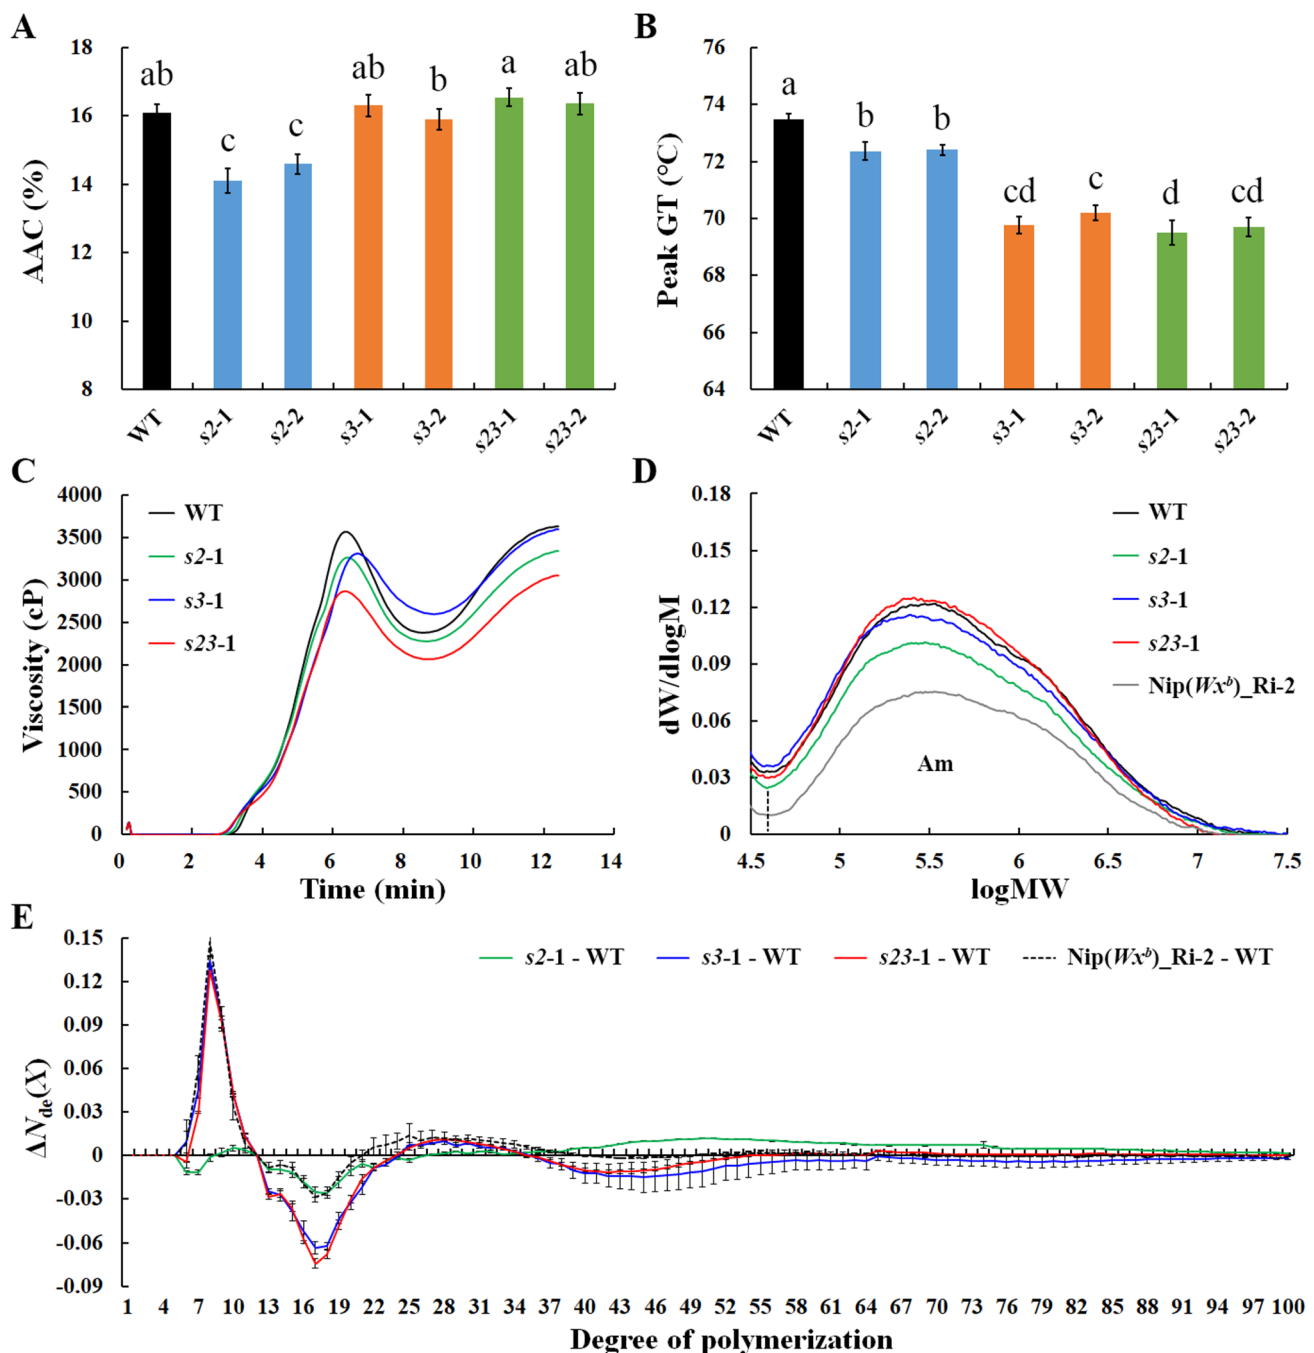 A
AAC (%)
18
16
14
12
10
8
ab
c
c
ab
b
a
ab
WT
s2-1
s2-2
s3-1
s3-2
s23-1
s23-2
B
Peak GT (°C)
76
74
72
70
68
66
64
a
b
b
cd
c
d
cd
WT
s2-1
s2-2
s3-1
s3-2
s23-1
s23-2
C
Viscosity (cP)
4000
3500
3000
2500
2000
1500
1000
500
0
WT
s2-1
s3-1
s23-1
0 2 4 6 8 10 12 14
Time (min)
D
dW/dlogM
0.18
0.15
0.12
0.09
0.06
0.03
0
WT
s2-1
s3-1
s23-1
Nip(Wxᵇ)_Ri-2
Am
4.5 5 5.5 6 6.5 7 7.5
logMW
E
ΔNde(X)
0.15
0.12
0.09
0.06
0.03
0
-0.03
-0.06
-0.09
s2-1 - WT s3-1 - WT s23-1 - WT Nip(Wxᵇ)_Ri-2 - WT
1 4 7 10 13 16 19 22 25 28 31 34 37 40 43 46 49 52 55 58 61 64 67 70 73 76 79 82 85 88 91 94 97 100
Degree of polymerization